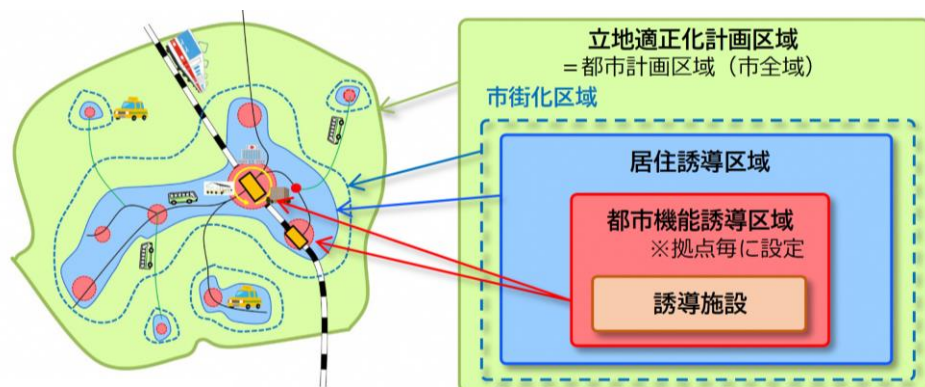 立地適正化計画区域
＝都市計画区域（市全域）
市街化区域
居住誘導区域
都市機能誘導区域
※拠点毎に設定
誘導施設